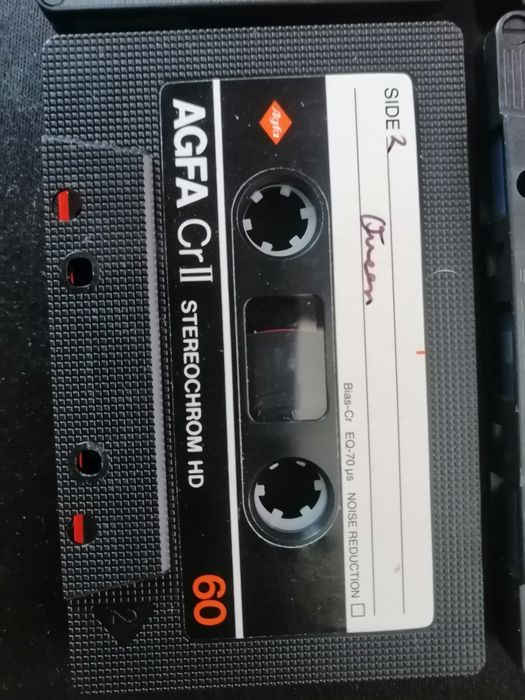 SIDE 2
Queen
Bias-Cr EQ-70 µs NOISE REDUCTION
Agfa
AGFA CrII STEREOCHROM HD 60
2